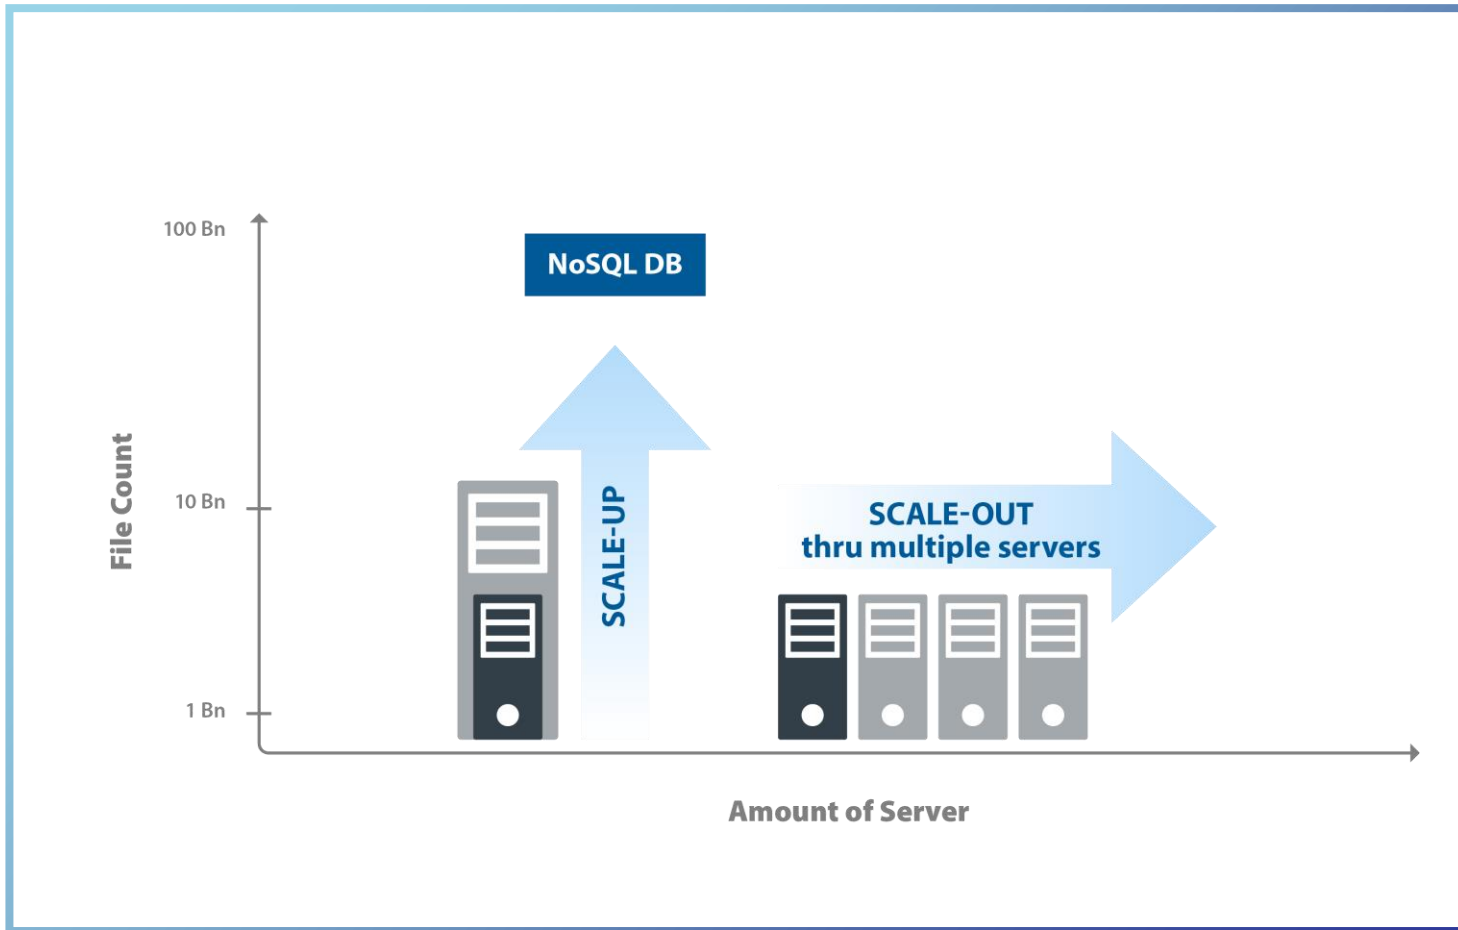 100 Bn
NoSQL DB
File Count
10 Bn
SCALE-UP
SCALE-OUT
thru multiple servers
1 Bn
Amount of Server